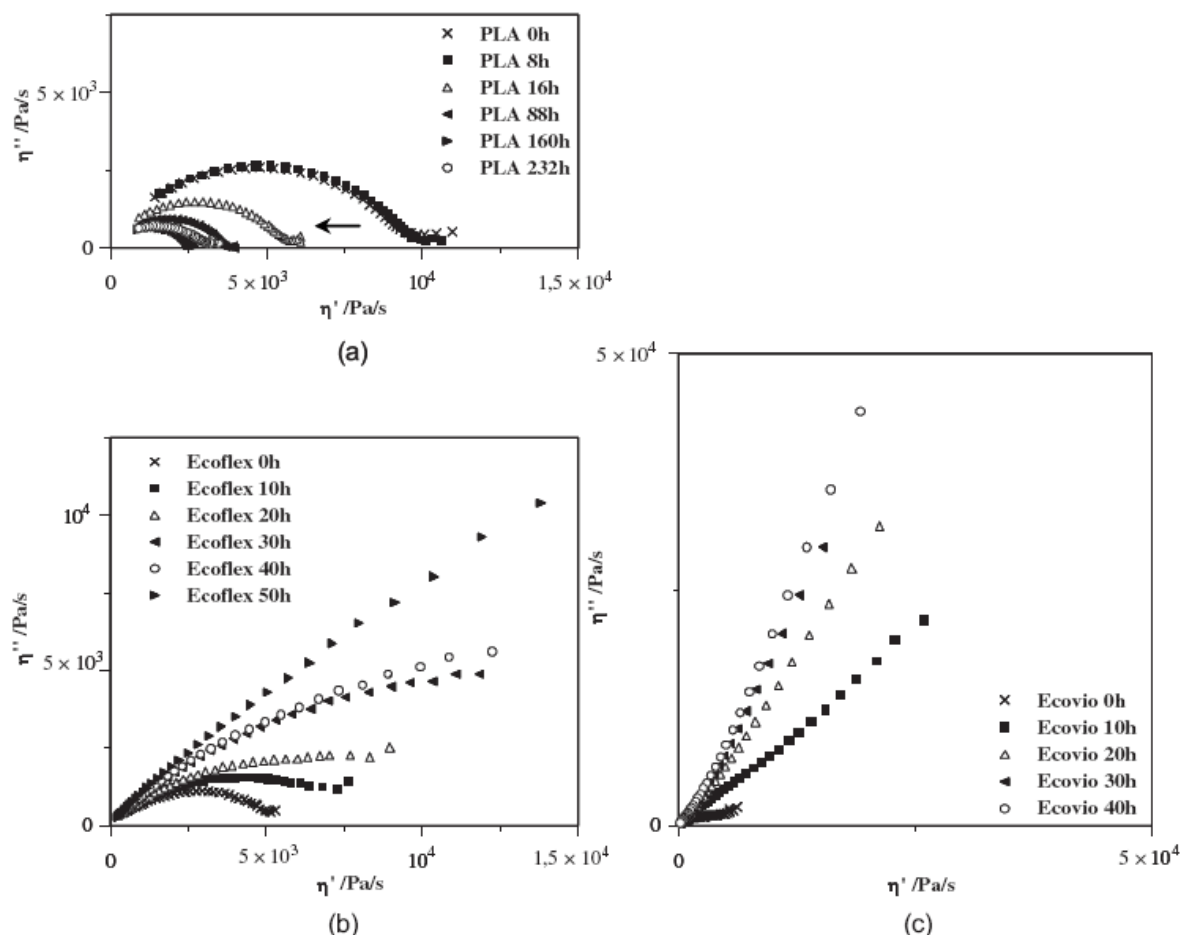 PLA 0h
PLA 8h
PLA 16h
PLA 88h
PLA 160h
PLA 232h
5 × 10³
0
η'' /Pa/s
0
5 × 10³
10⁴
1,5 × 10⁴
η' /Pa/s
(a)
Ecoflex 0h
Ecoflex 10h
Ecoflex 20h
Ecoflex 30h
Ecoflex 40h
Ecoflex 50h
10⁴
5 × 10³
0
η'' /Pa/s
0
5 × 10³
10⁴
1,5 × 10⁴
η' /Pa/s
(b)
5 × 10⁴
0
η'' /Pa/s
Ecovio 0h
Ecovio 10h
Ecovio 20h
Ecovio 30h
Ecovio 40h
0
5 × 10⁴
η' /Pa/s
(c)